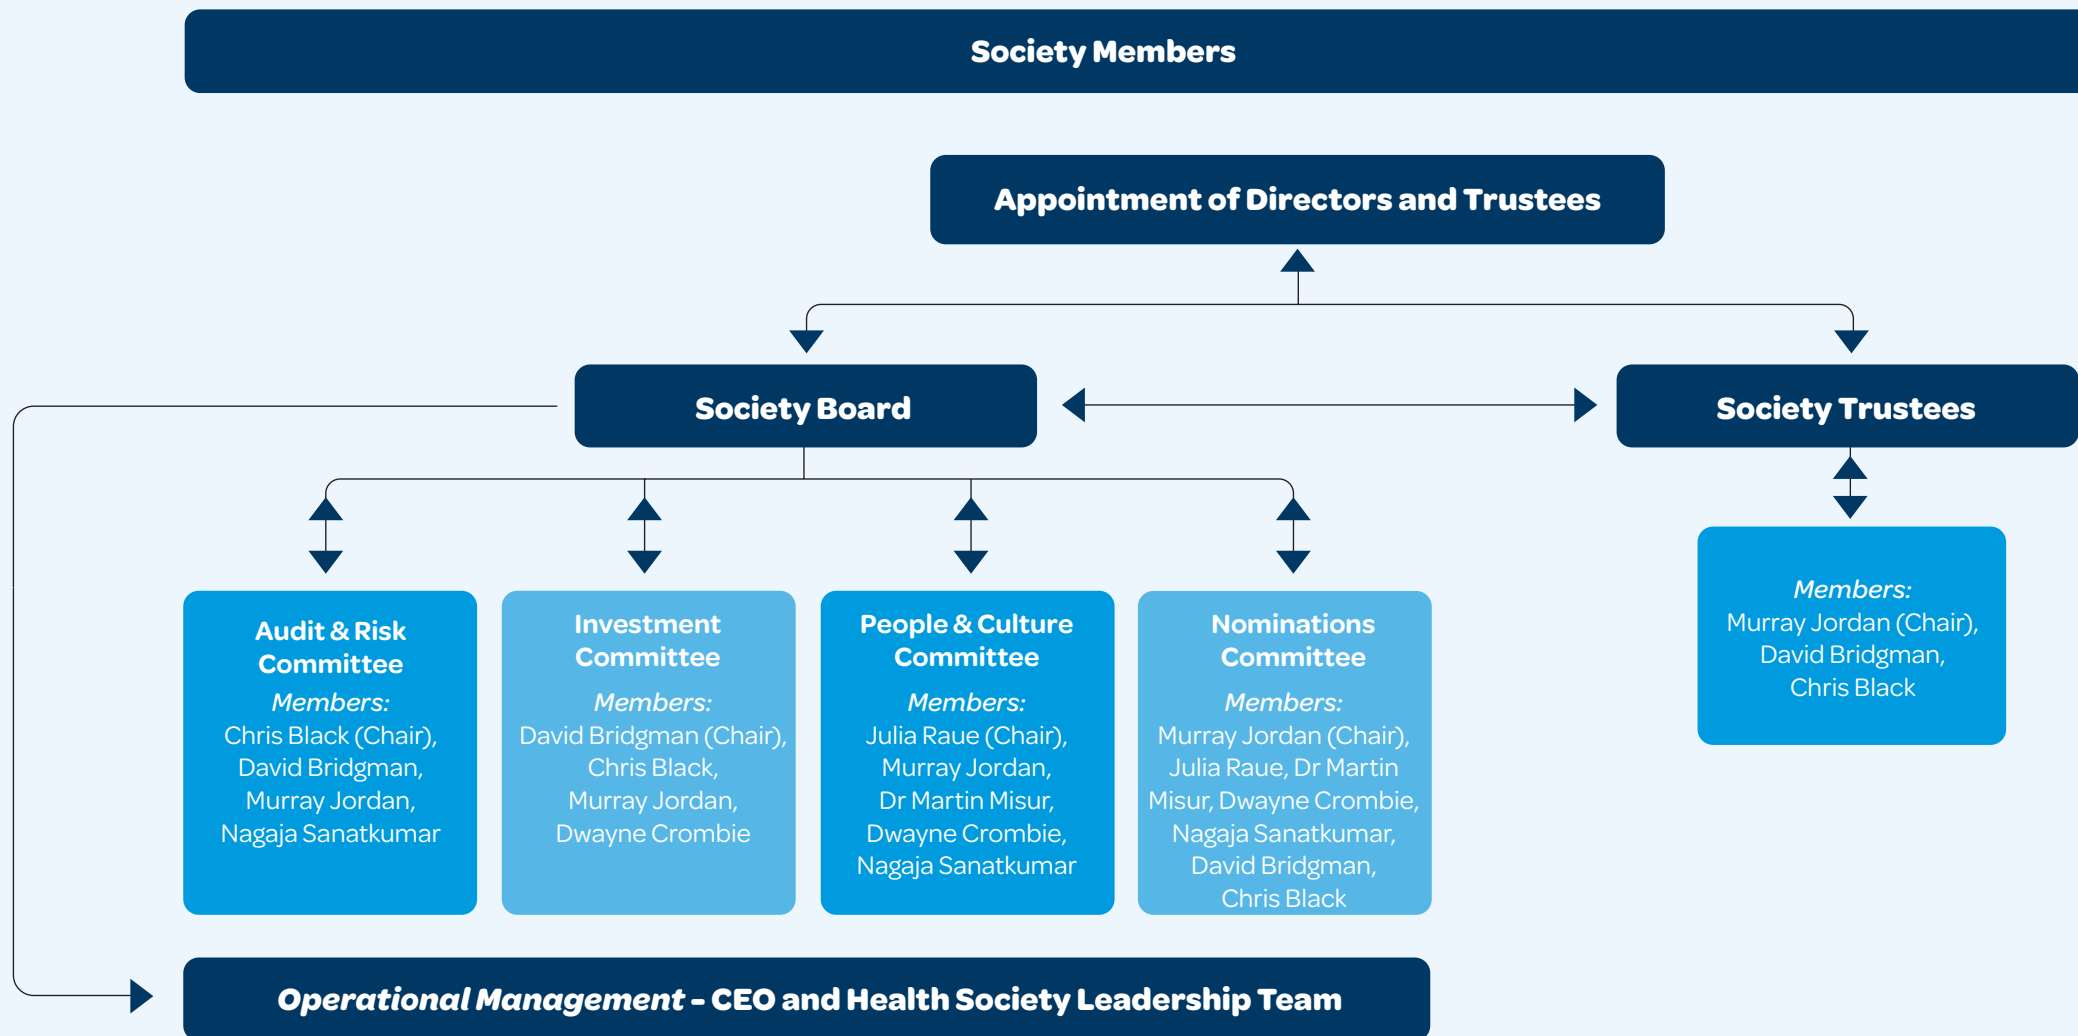 Society Members
Appointment of Directors and Trustees
Society Board
Society Trustees
Audit & Risk
Committee
Members:
Chris Black (Chair),
David Bridgman,
Murray Jordan,
Nagaja Sanatkumar
Investment
Committee
Members:
David Bridgman (Chair),
Chris Black,
Murray Jordan,
Dwayne Crombie
People & Culture
Committee
Members:
Julia Raue (Chair),
Murray Jordan,
Dr Martin Misur,
Dwayne Crombie,
Nagaja Sanatkumar
Nominations
Committee
Members:
Murray Jordan (Chair),
Julia Raue, Dr Martin
Misur, Dwayne Crombie,
Nagaja Sanatkumar,
David Bridgman,
Chris Black
Members:
Murray Jordan (Chair),
David Bridgman,
Chris Black
Operational Management – CEO and Health Society Leadership Team